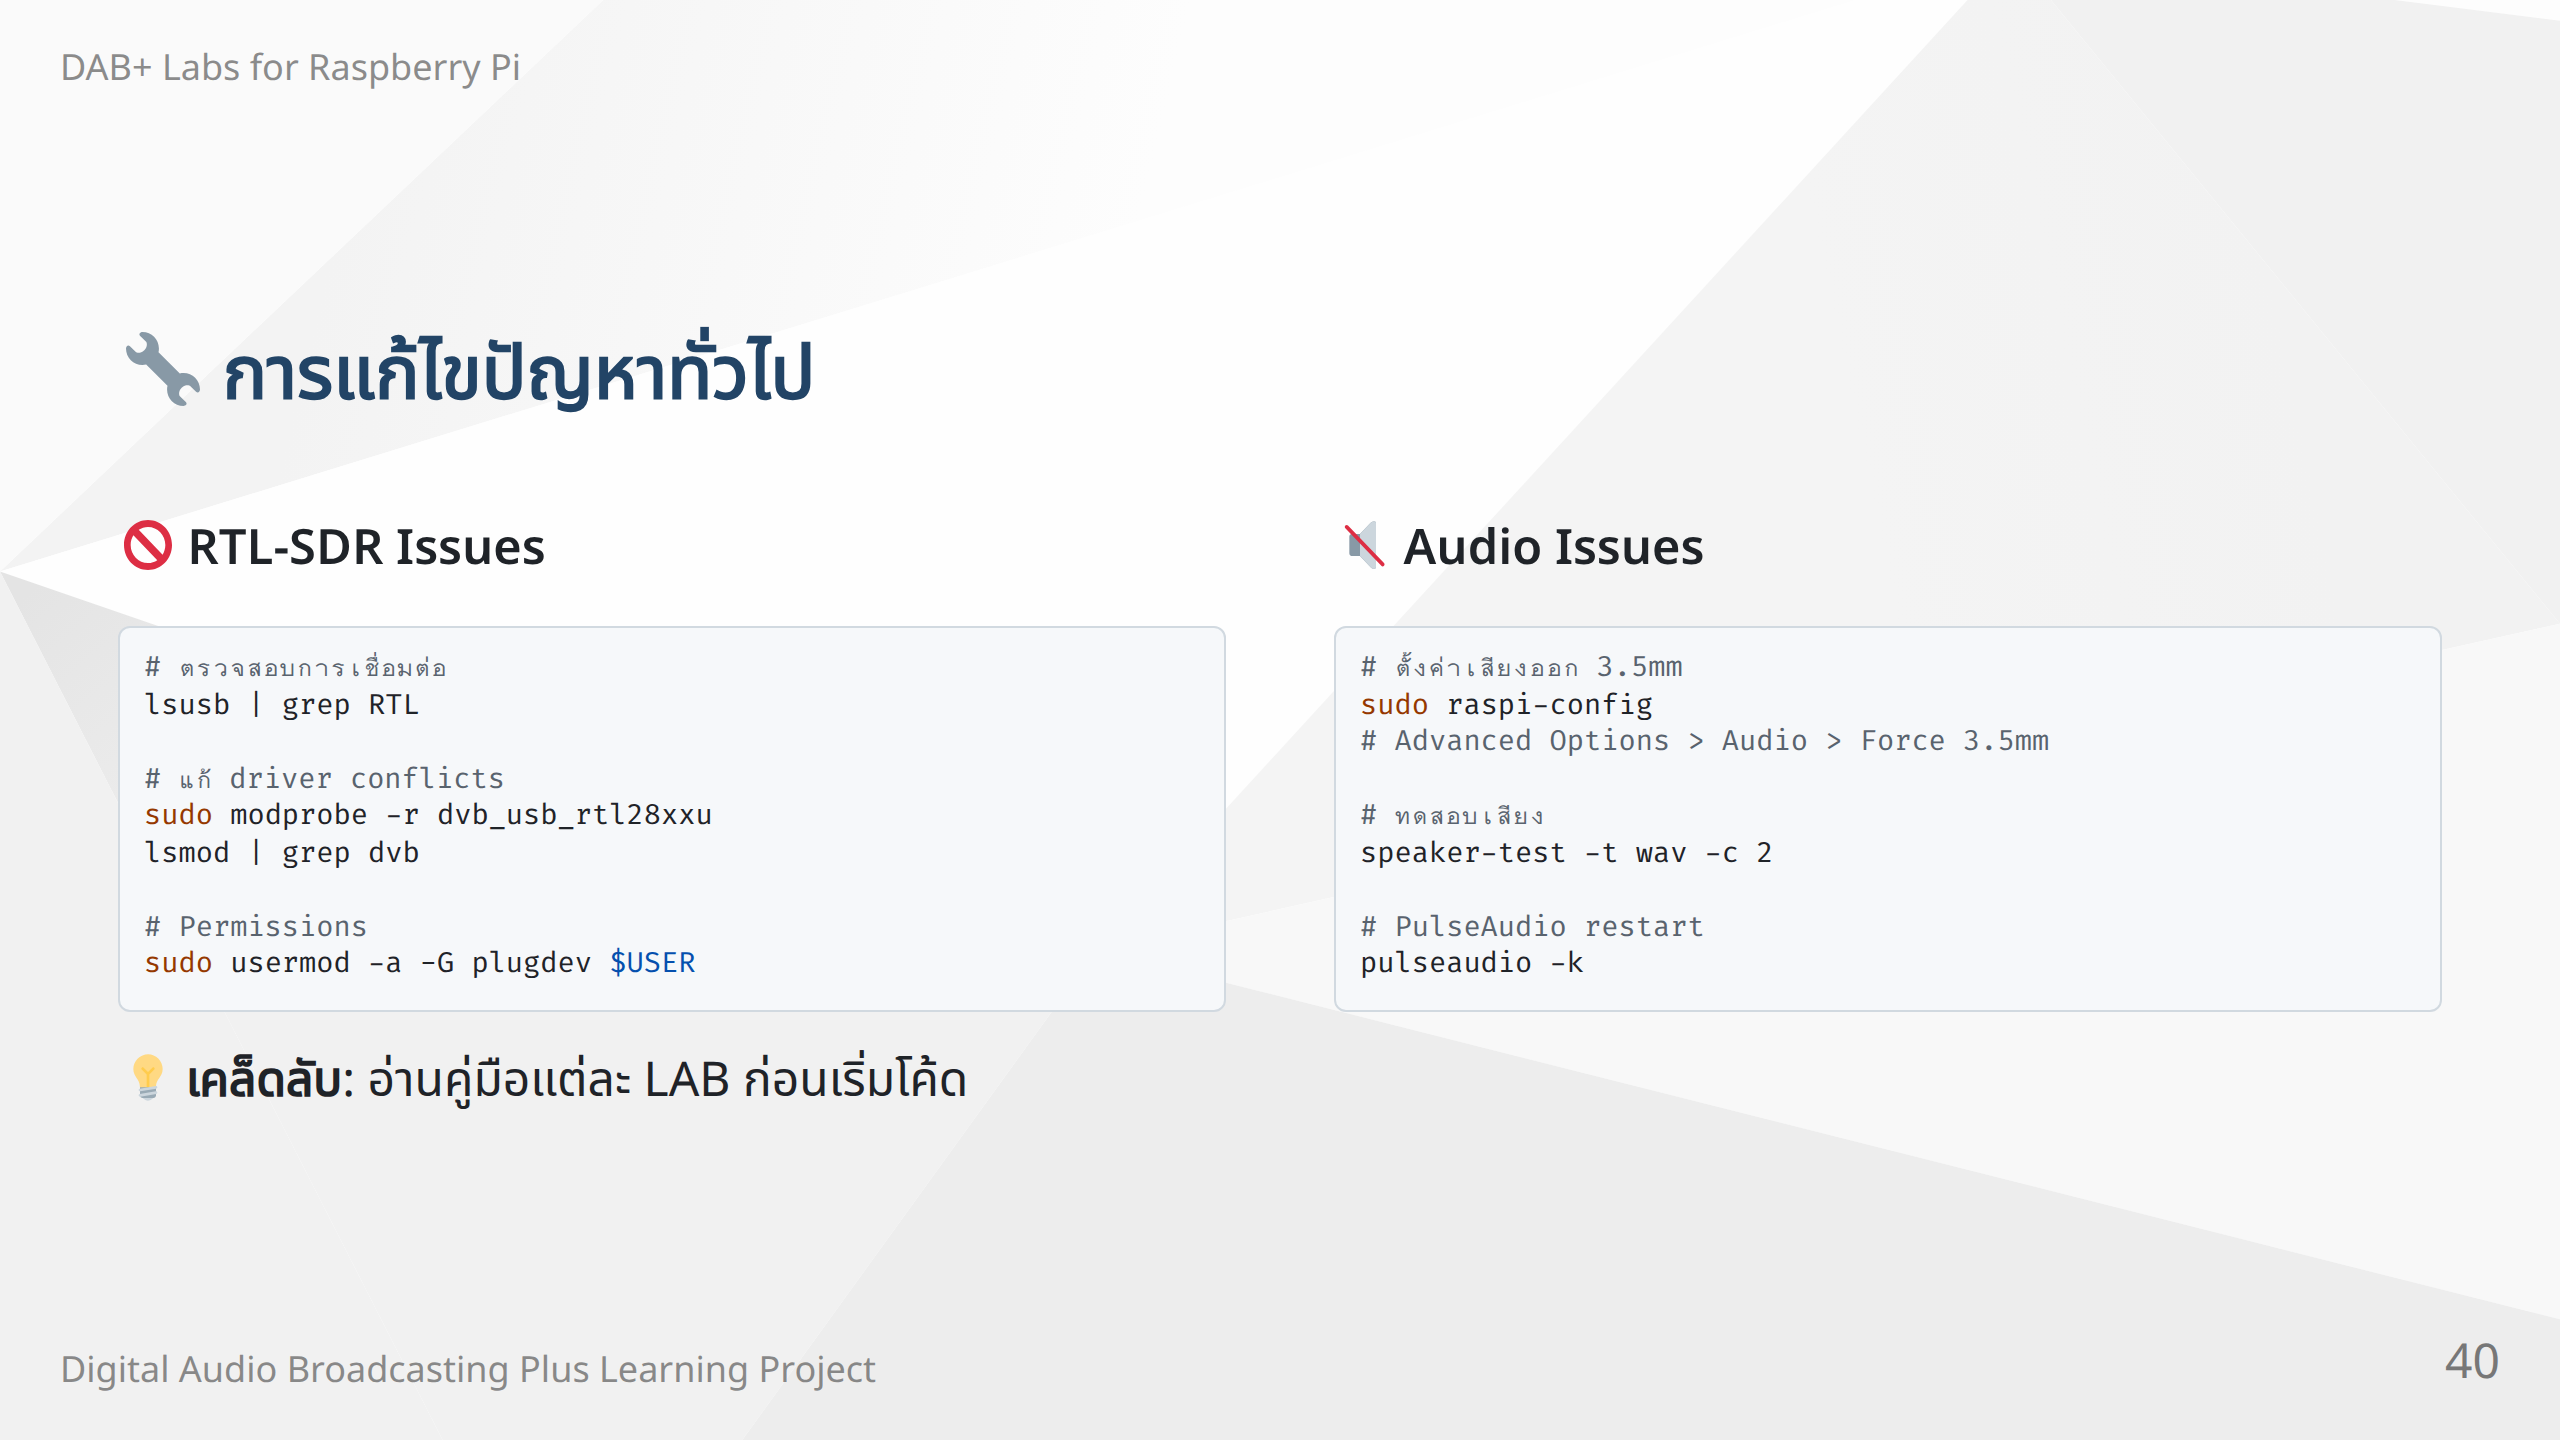 DAB+ Labs for Raspberry Pi
🔧 การแก้ไขปัญหาทั่วไป
🚫 RTL-SDR Issues
# ตรวจสอบการเชื่อมต่อ
lsusb | grep RTL
# แก้ driver conflicts
sudo modprobe -r dvb_usb_rtl28xxu
lsmod | grep dvb
# Permissions
sudo usermod -a -G plugdev $USER
🔇 Audio Issues
# ตั้งค่าเสียงออก 3.5mm
sudo raspi-config
# Advanced Options > Audio > Force 3.5mm
# ทดสอบเสียง
speaker-test -t wav -c 2
# PulseAudio restart
pulseaudio -k
💡 เคล็ดลับ: อ่านคู่มือแต่ละ LAB ก่อนเริ่มโค้ด
Digital Audio Broadcasting Plus Learning Project
40